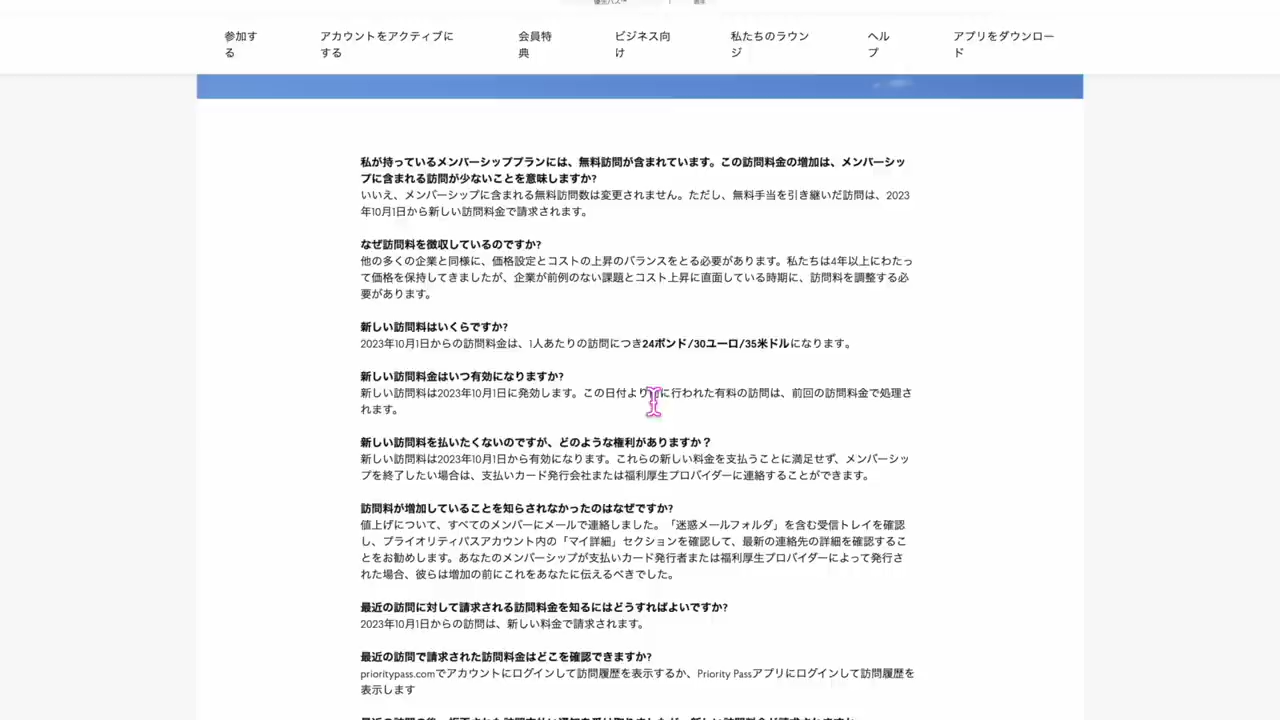 参加す
る
アカウントをアクティブに
する
会員特
典
ビジネス向
け
私たちのラウン
ジ
ヘル
プ
アプリをダウンロー
ド
私が持っているメンバーシッププランには、無料訪問が含まれています。この訪問料金の増加は、メンバーシッ
プに含まれる訪問が少ないことを意味しますか?
いいえ、メンバーシップに含まれる無料訪問数は変更されません。ただし、無料手当を引き継いだ訪問は、2023
年10月1日から新しい訪問料金で請求されます。
なぜ訪問料を徴収しているのですか?
他の多くの企業と同様に、価格設定とコストの上昇のバランスをとる必要があります。私たちは4年以上にわたっ
て価格を保持してきましたが、企業が前例のない課題とコスト上昇に直面している時期に、訪問料を調整する必
要があります。
新しい訪問料はいくらですか?
2023年10月1日からの訪問料金は、1人あたりの訪問につき24ポンド/30ユーロ/35米ドルになります。
新しい訪問料金はいつ有効になりますか?
新しい訪問料は2023年10月1日に発効します。この日付より に行われた有料の訪問は、前回の訪問料金で処理さ
れます。
新しい訪問料を払いたくないのですが、どのような権利がありますか？
新しい訪問料は2023年10月1日から有効になります。これらの新しい料金を支払うことに満足せず、メンバーシッ
プを終了したい場合は、支払いカード発行会社または福利厚生プロバイダーに連絡することができます。
訪問料が増加していることを知らされなかったのはなぜですか?
値上げについて、すべてのメンバーにメールで連絡しました。「迷惑メールフォルダ」を含む受信トレイを確認
し、プライオリティパスアカウント内の「マイ詳細」セクションを確認して、最新の連絡先の詳細を確認するこ
とをお勧めします。あなたのメンバーシップが支払いカード発行者または福利厚生プロバイダーによって発行さ
れた場合、彼らは増加の前にこれをあなたに伝えるべきでした。
最近の訪問に対して請求される訪問料金を知るにはどうすればよいですか?
2023年10月1日からの訪問は、新しい料金で請求されます。
最近の訪問で請求された訪問料金はどこを確認できますか?
prioritypass.comでアカウントにログインして訪問履歴を表示するか、Priority Passアプリにログインして訪問履歴を
表示します